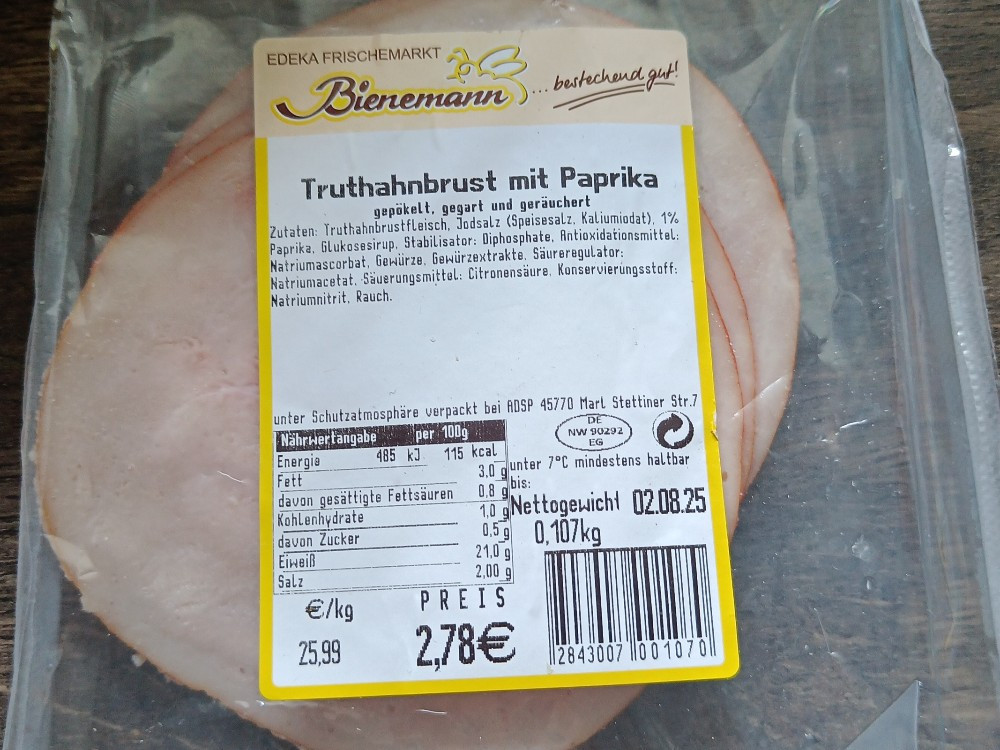 EDEKA FRISCHEMARKT
Bienemann
... bestechend gut!
Truthahnbrust mit Paprika
gepökelt, gegart und geräuchert
Zutaten: Truthahnbrustfleisch, Jodsalz (Speisesalz, Kaliumiodat), 1%
Paprika, Glukosesirup, Stabilisator: Diphosphate, Antioxidationsmittel:
Natriumascorbat, Gewürze, Gewürzextrakte, Säureregulator:
Natriumacetat, Säuerungsmittel: Citronensäure, Konservierungsstoff:
Natriumnitrit, Rauch.
unter Schutzatmosphäre verpackt bei ADSP 45770 Marl Stettiner Str.7
Nährwertangabe per 100g
Energie 485 kJ 115 kcal
Fett 3,0 g
davon gesättigte Fettsäuren 0,8 g
Kohlenhydrate 1,0 g
davon Zucker 0,5 g
Eiweiß 21,0 g
Salz 2,00 g
DE
NW 90292
EG
unter 7°C mindestens haltbar
bis:
Nettogewicht 02.08.25
0,107kg
€/kg PREIS
25,99 2,78€
2843007 001070